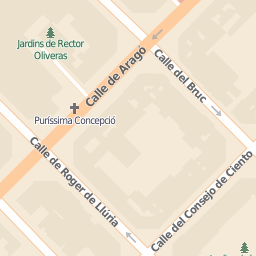 Jardins de Rector
Oliveras
Calle de Aragó
Calle del Bruc
Puríssima Concepció
Calle de Roger de Llúria
Calle del Consejo de Ciento